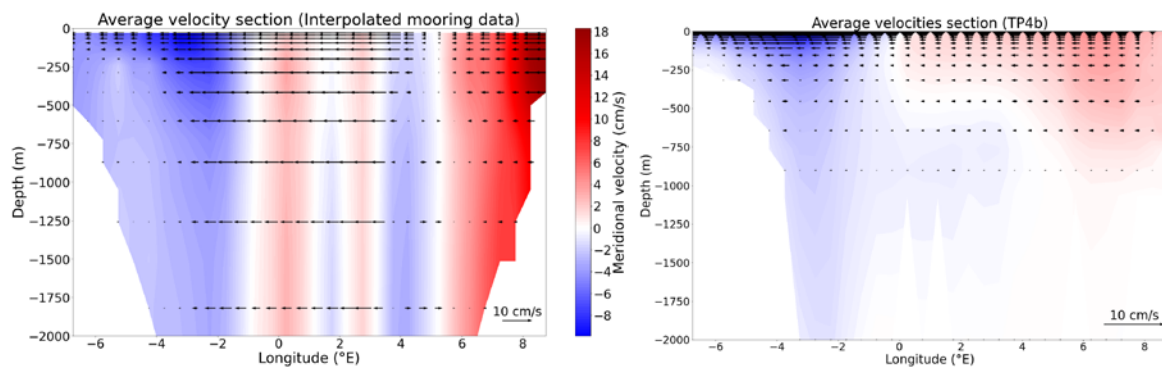 Average velocity section (Interpolated mooring data)
0
−250
−500
−750
−1000
−1250
−1500
−1750
−2000
Depth (m)
10 cm/s
−6 −4 −2 0 2 4 6 8
Longitude (°E)
18
16
14
12
10
8
6
4
2
0
−2
−4
−6
−8
Meridional velocity (cm/s)
Average velocities section (TP4b)
0
−250
−500
−750
−1000
−1250
−1500
−1750
−2000
Depth (m)
10 cm/s
−6 −4 −2 0 2 4 6 8
Longitude (°E)